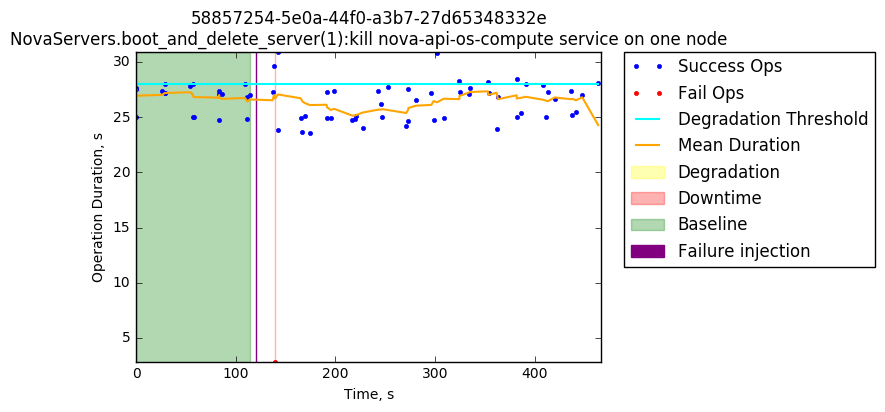 58857254-5e0a-44f0-a3b7-27d65348332e
NovaServers.boot_and_delete_server(1):kill nova-api-os-compute service on one node
30
25
20
15
10
5
Operation Duration, s
0 100 200 300 400
Time, s
Success Ops
Fail Ops
Degradation Threshold
Mean Duration
Degradation
Downtime
Baseline
Failure injection